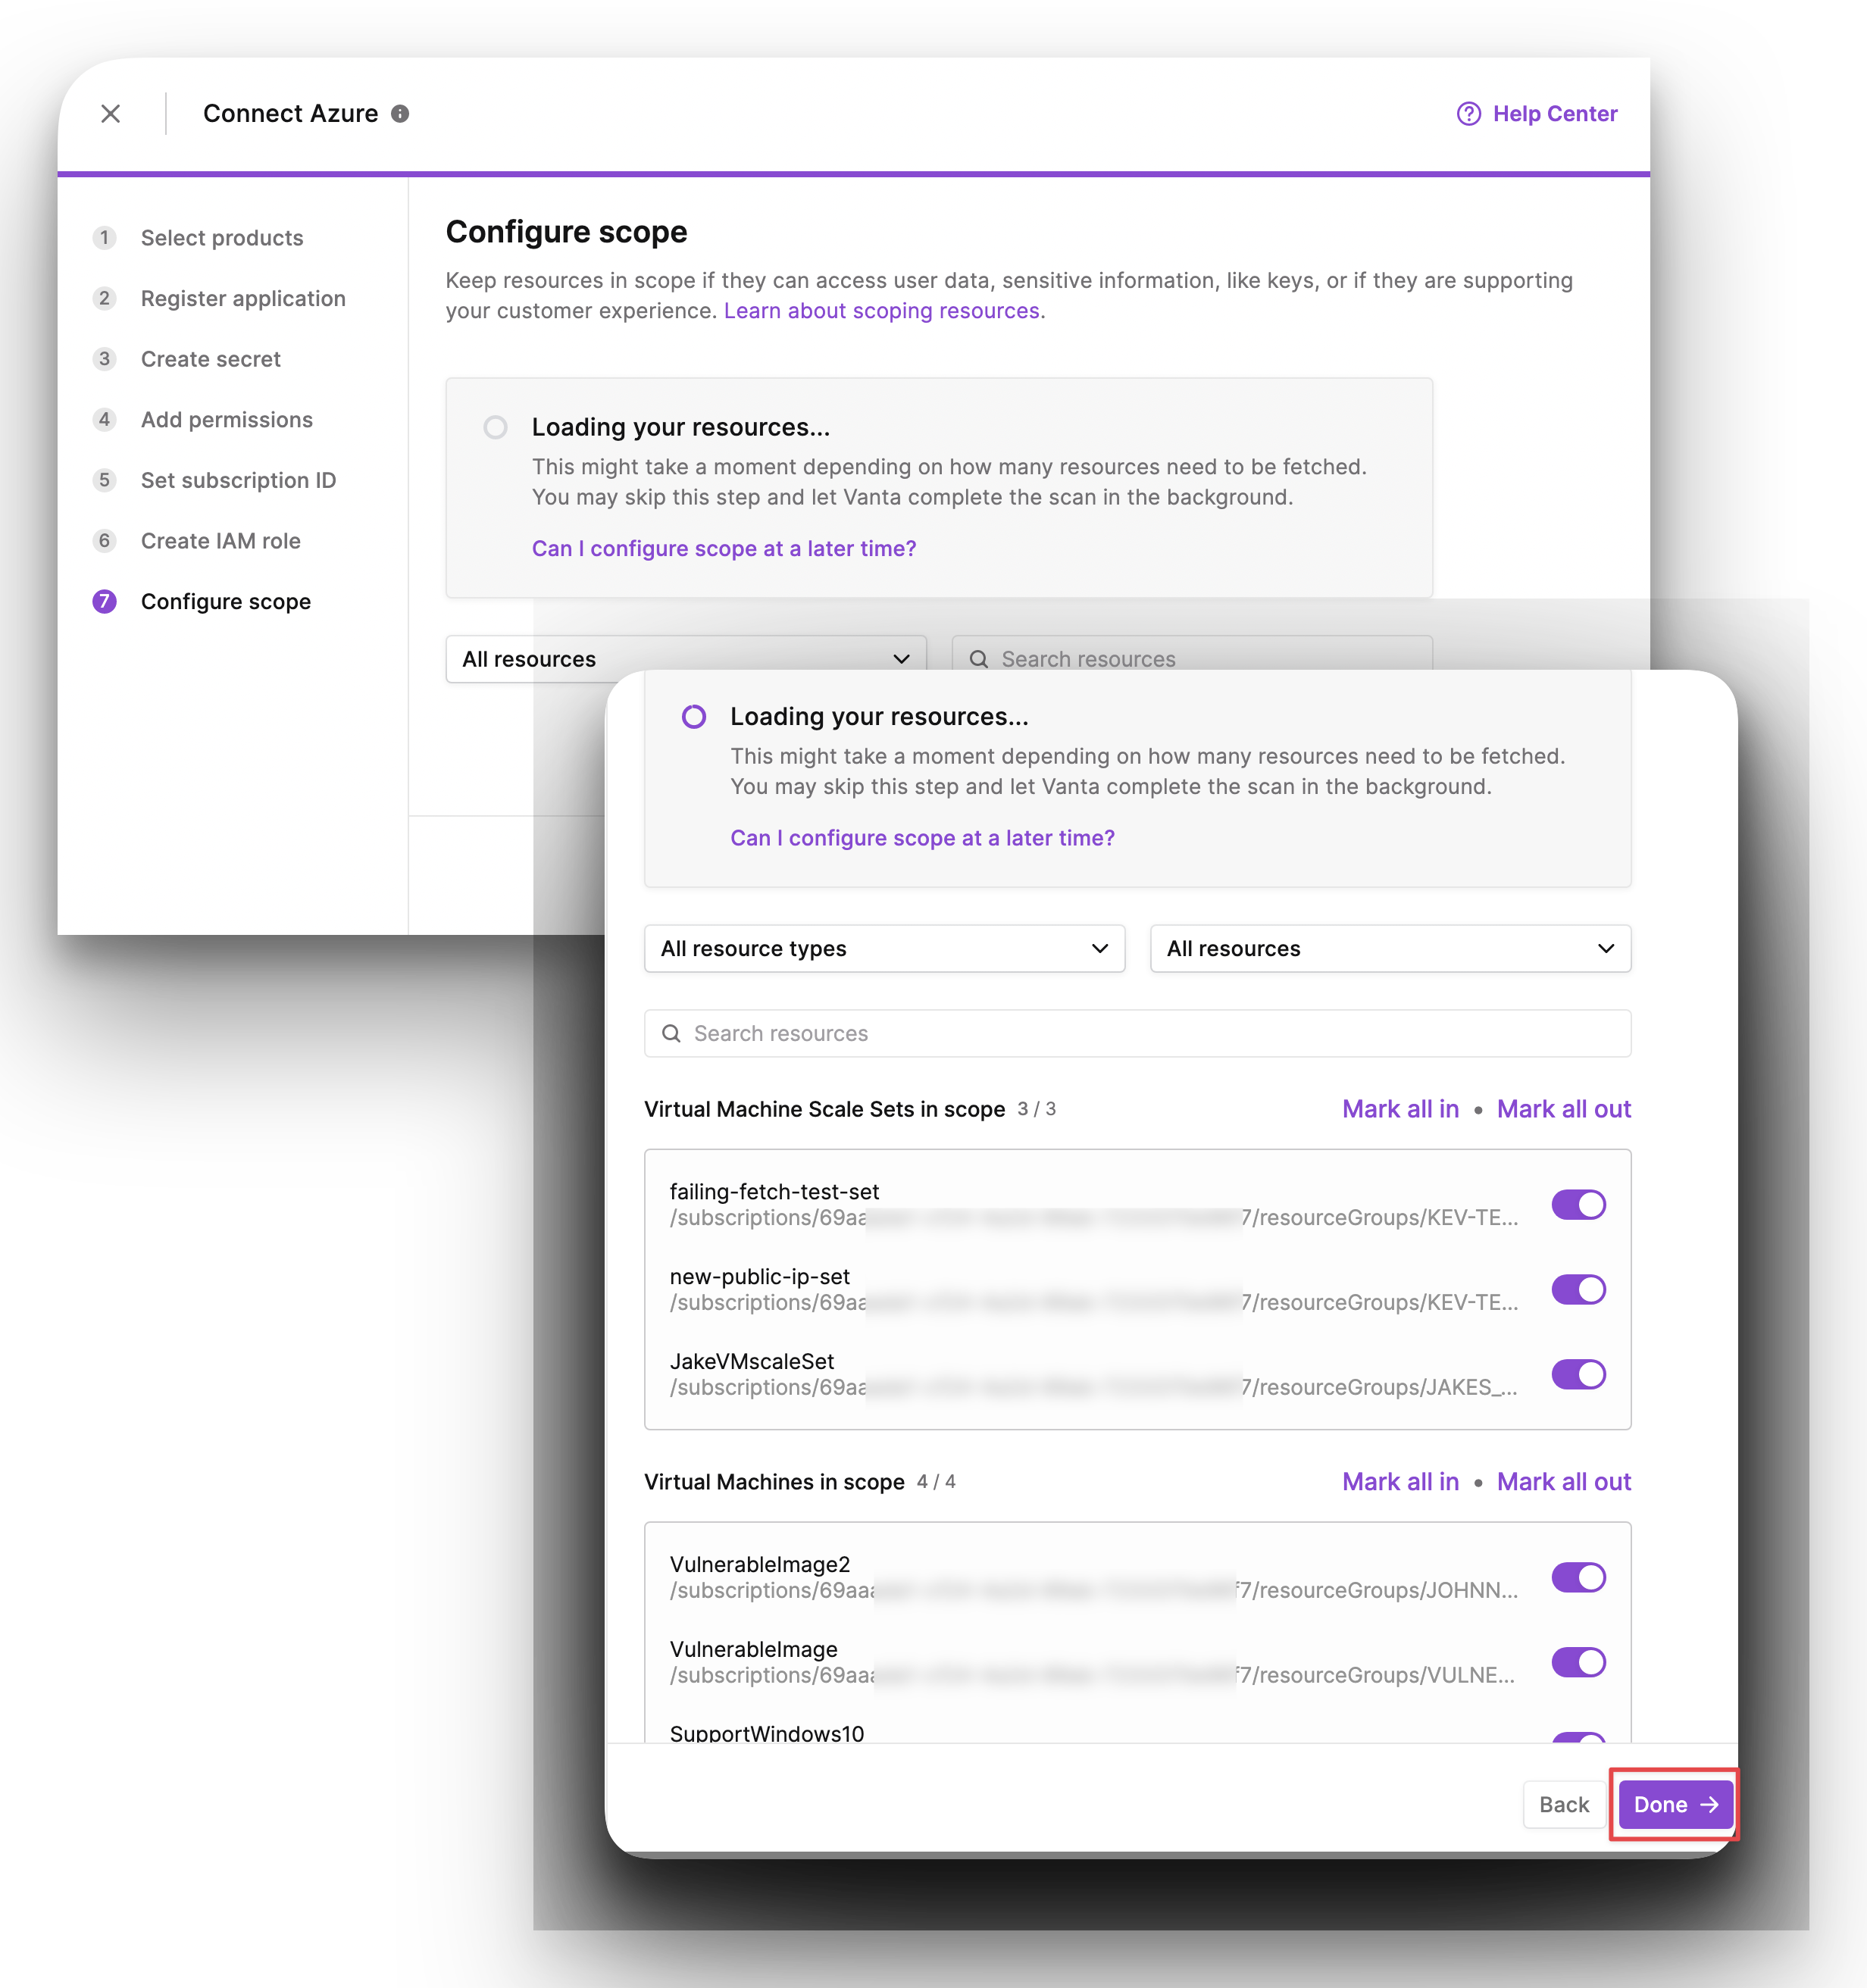 Connect Azure
Help Center
1 Select products
2 Register application
3 Create secret
4 Add permissions
5 Set subscription ID
6 Create IAM role
7 Configure scope
Configure scope
Keep resources in scope if they can access user data, sensitive information, like keys, or if they are supporting
your customer experience. Learn about scoping resources.
Loading your resources...
This might take a moment depending on how many resources need to be fetched.
You may skip this step and let Vanta complete the scan in the background.
Can I configure scope at a later time?
All resources
Search resources
Loading your resources...
This might take a moment depending on how many resources need to be fetched.
You may skip this step and let Vanta complete the scan in the background.
Can I configure scope at a later time?
All resource types
All resources
Search resources
Virtual Machine Scale Sets in scope 3 / 3
Mark all in • Mark all out
failing-fetch-test-set
/subscriptions/69aa 7/resourceGroups/KEV-TE...
new-public-ip-set
/subscriptions/69aa 7/resourceGroups/KEV-TE...
JakeVMscaleSet
/subscriptions/69aa 7/resourceGroups/JAKES_...
Virtual Machines in scope 4 / 4
Mark all in • Mark all out
VulnerableImage2
/subscriptions/69aaa f7/resourceGroups/JOHNN...
VulnerableImage
/subscriptions/69aaa f7/resourceGroups/VULNE...
SupportWindows10
Back
Done →